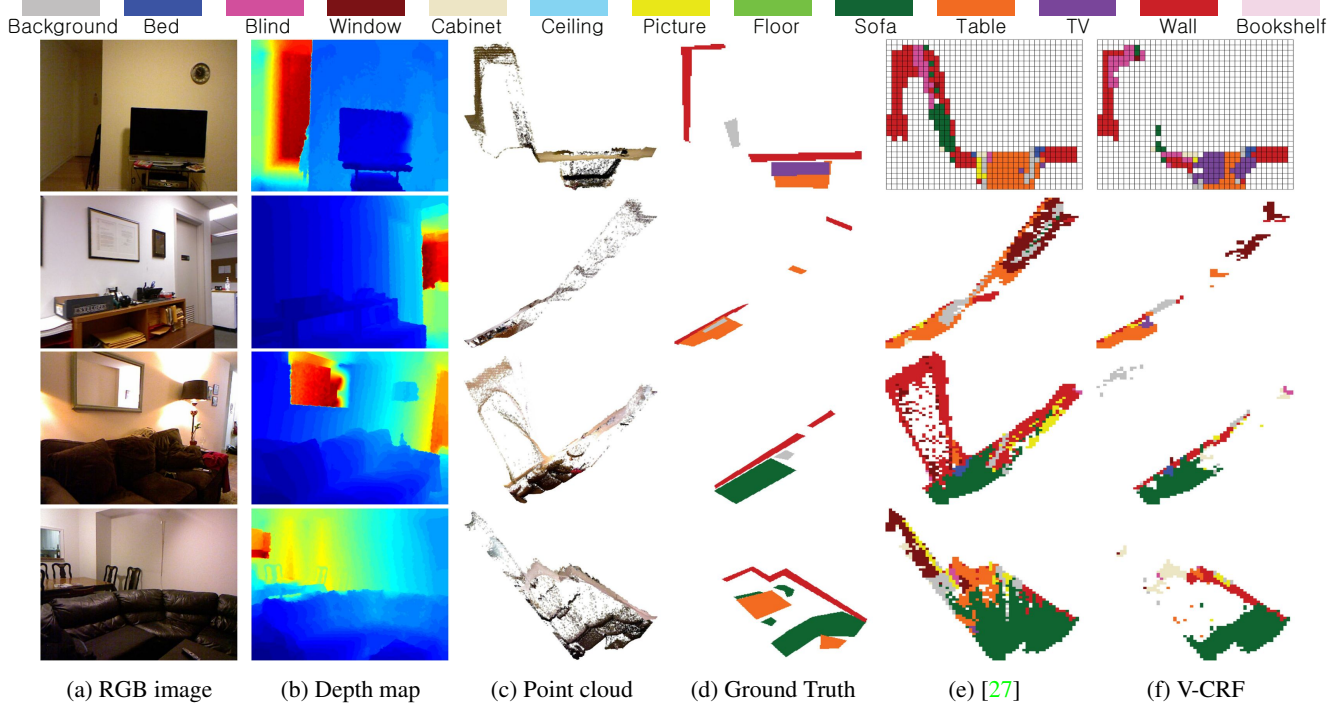 Background Bed Blind Window Cabinet Ceiling Picture Floor Sofa Table TV Wall Bookshelf
(a) RGB image (b) Depth map (c) Point cloud (d) Ground Truth (e) [27] (f) V-CRF